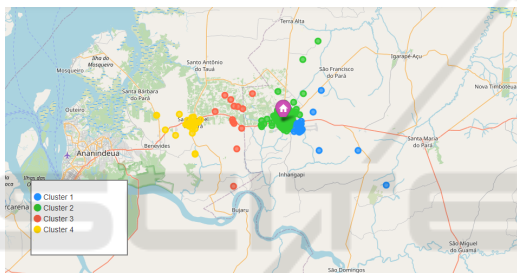 Terra Alta
Ilha do
Mosqueiro
Mosqueiro
Santo Antônio
do Tauá
São Francisco
do Pará
Igarapé-Açu
Nova Timboteua
Santa Bárbara
do Pará
Outeiro
Santa Maria
do Pará
Ananindeua
Benevides
Inhangapi
Ilhas das
Bujaru
Cluster 1
Cluster 2
Cluster 3
Cluster 4
São Miguel
do Guamá
São Domingos